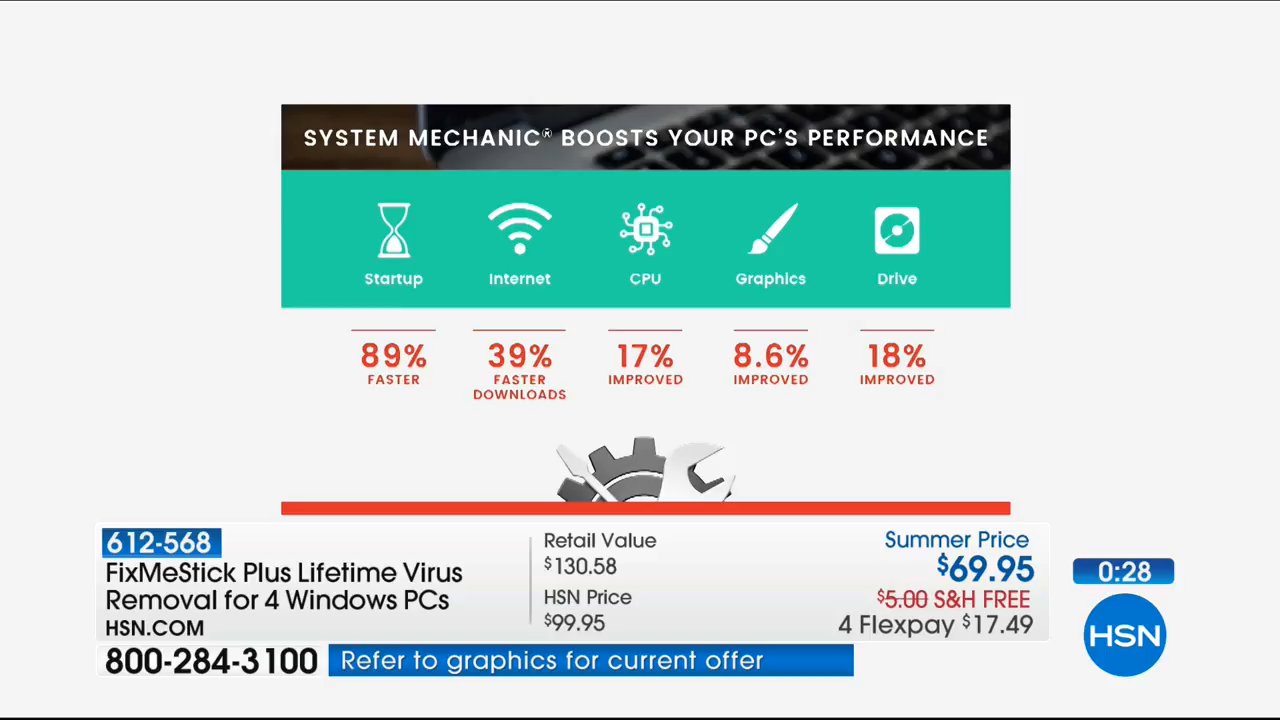 SYSTEM MECHANIC® BOOSTS YOUR PC'S PERFORMANCE
Startup
Internet
CPU
Graphics
Drive
89%
FASTER
39%
FASTER
DOWNLOADS
17%
IMPROVED
8.6%
IMPROVED
18%
IMPROVED
612-568
FixMeStick Plus Lifetime Virus
Removal for 4 Windows PCs
HSN.COM
Retail Value
$130.58
HSN Price
$99.95
Summer Price
$69.95
$5.00 S&H FREE
4 Flexpay $17.49
0:28
HSN
800-284-3100
Refer to graphics for current offer